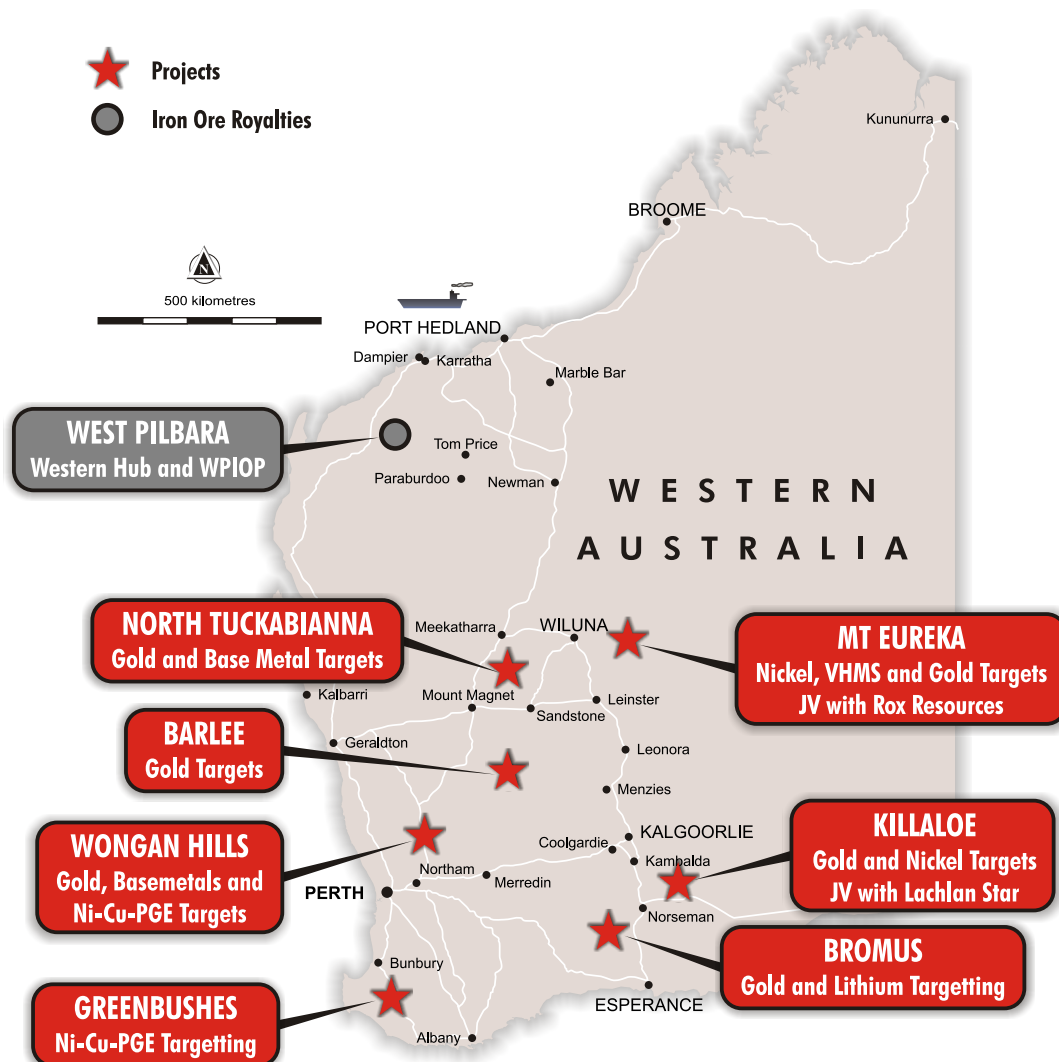 Projects
Iron Ore Royalties
Kununurra
BROOME
N
500 kilometres
PORT HEDLAND
Dampier
Karratha
Marble Bar
WEST PILBARA
Western Hub and WPIOP
Tom Price
Paraburdoo
Newman
WESTERN
AUSTRALIA
NORTH TUCKABIANNA
Gold and Base Metal Targets
Meekatharra
WILUNA
MT EUREKA
Nickel, VHMS and Gold Targets
JV with Rox Resources
Kalbarri
Mount Magnet
Sandstone
Leinster
BARLEE
Gold Targets
Geraldton
Leonora
Menzies
WONGAN HILLS
Gold, Basemetals and
Ni-Cu-PGE Targets
Coolgardie
KALGOORLIE
Kambalda
KILLALOE
Gold and Nickel Targets
JV with Lachlan Star
PERTH
Northam
Merredin
Norseman
BROMUS
Gold and Lithium Targetting
Bunbury
ESPERANCE
GREENBUSHES
Ni-Cu-PGE Targetting
Albany